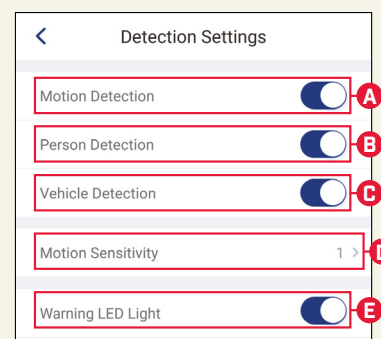 Detection Settings
Motion Detection
A
Person Detection
B
Vehicle Detection
C
Motion Sensitivity 1
D
Warning LED Light
E